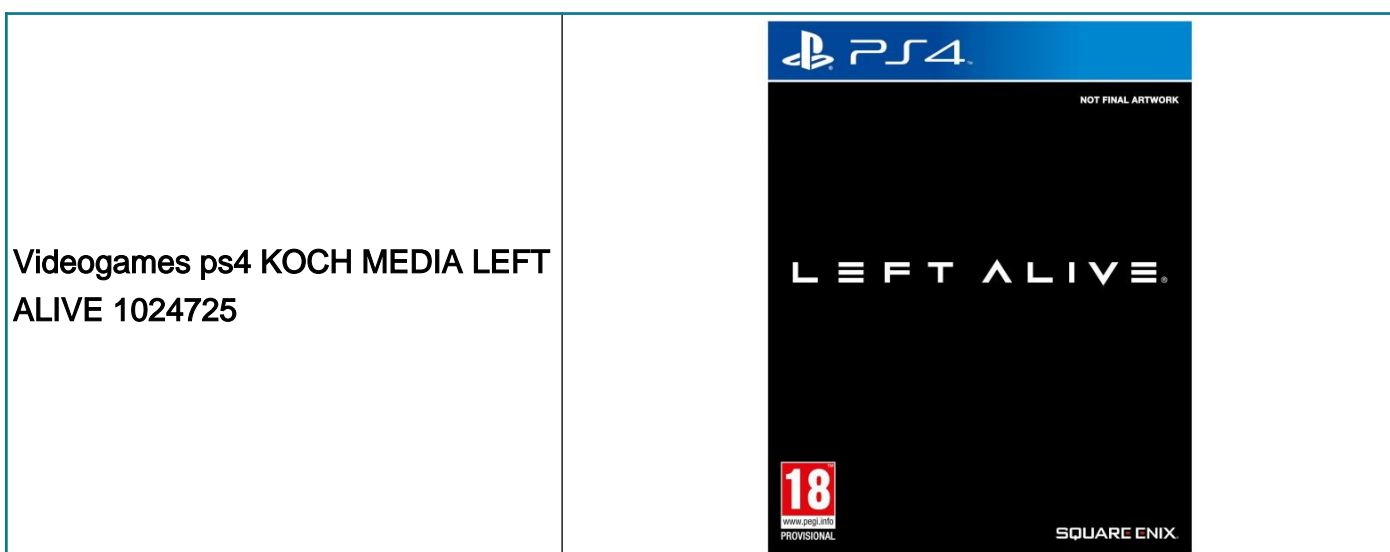 Videogames ps4 KOCH MEDIA LEFT
ALIVE 1024725
PS4
NOT FINAL ARTWORK
LEFT ALIVE®
18
www.pegi.info
PROVISIONAL
SQUARE ENIX.